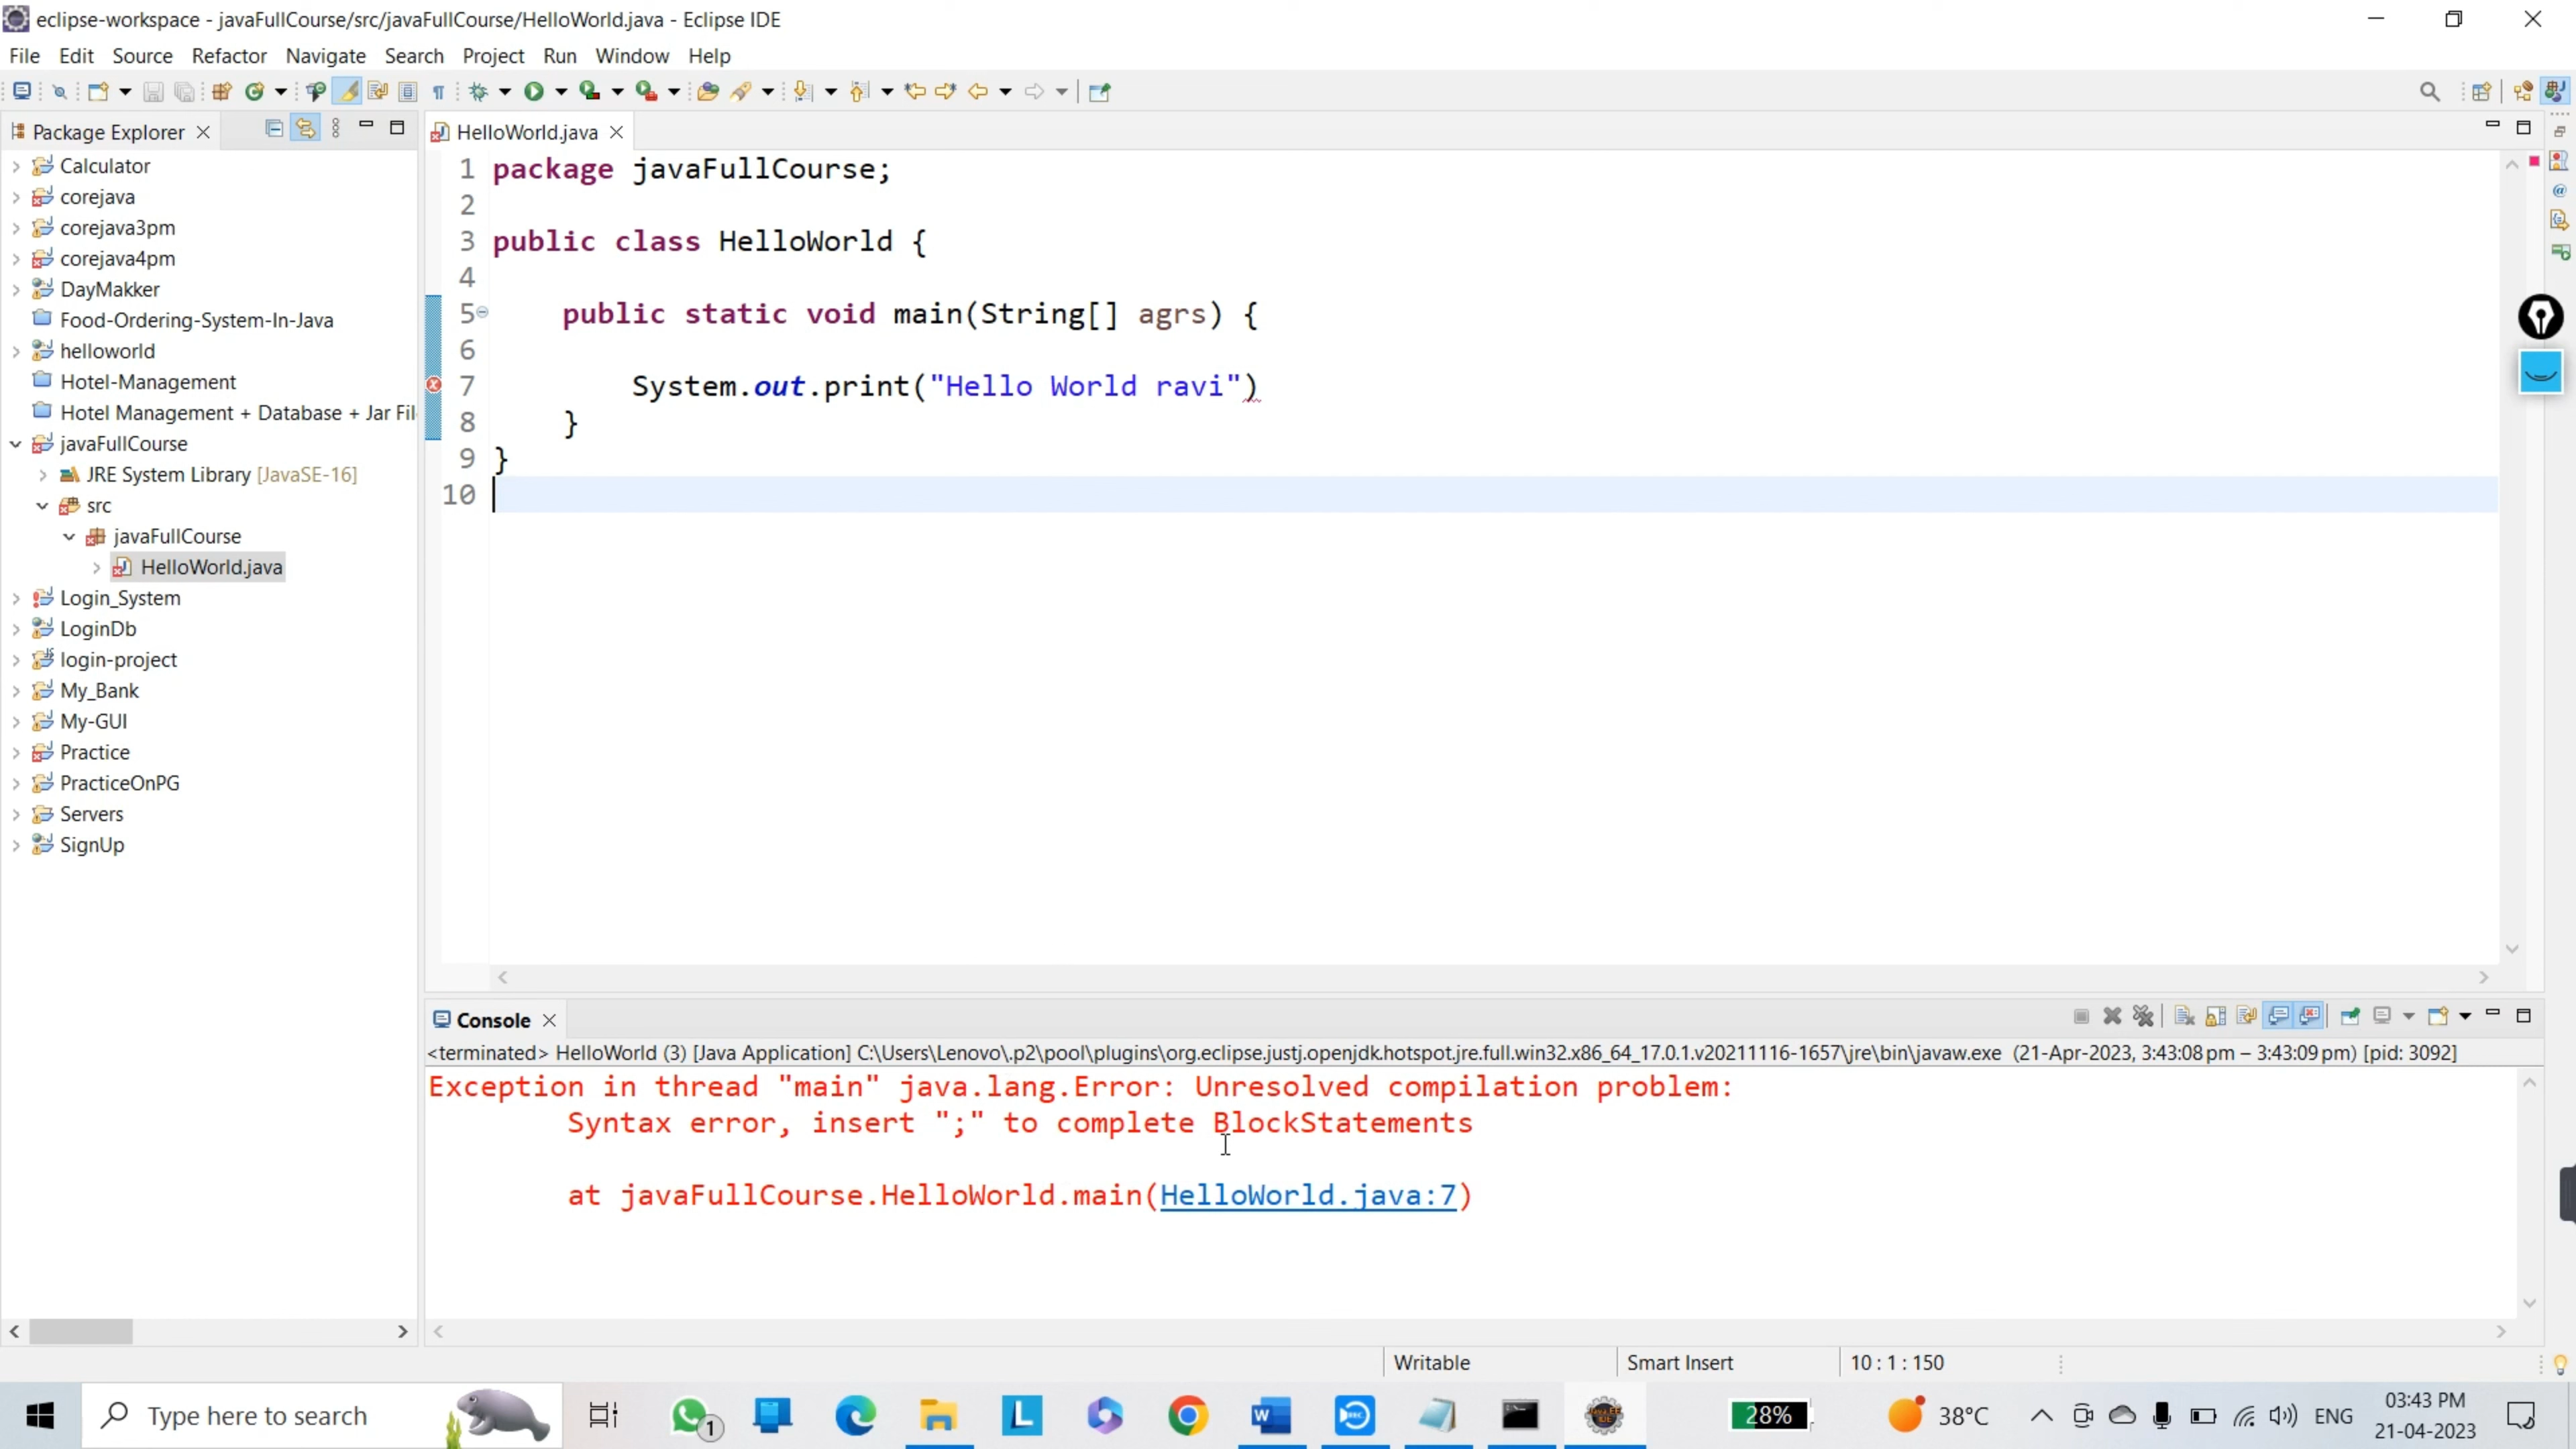 eclipse-workspace - javaFullCourse/src/javaFullCourse/HelloWorld.java - Eclipse IDE
File Edit Source Refactor Navigate Search Project Run Window Help
Package Explorer
Calculator
corejava
corejava3pm
corejava4pm
DayMakker
Food-Ordering-System-In-Java
helloworld
Hotel-Management
Hotel Management + Database + Jar Fil
javaFullCourse
JRE System Library [JavaSE-16]
src
javaFullCourse
HelloWorld.java
Login_System
LoginDb
login-project
My_Bank
My-GUI
Practice
PracticeOnPG
Servers
SignUp
HelloWorld.java
1 package javaFullCourse;
2
3 public class HelloWorld {
4
5 public static void main(String[] agrs) {
6
7 System.out.print("Hello World ravi")
8 }
9 }
10
Console
<terminated> HelloWorld (3) [Java Application] C:\Users\Lenovo\.p2\pool\plugins\org.eclipse.justj.openjdk.hotspot.jre.full.win32.x86_64_17.0.1.v20211116-1657\jre\bin\javaw.exe (21-Apr-2023, 3:43:08 pm – 3:43:09 pm) [pid: 3092]
Exception in thread "main" java.lang.Error: Unresolved compilation problem:
Syntax error, insert ";" to complete BlockStatements
at javaFullCourse.HelloWorld.main(HelloWorld.java:7)
Writable Smart Insert 10 : 1 : 150
Type here to search
1
L
28%
38°C
ENG
03:43 PM
21-04-2023